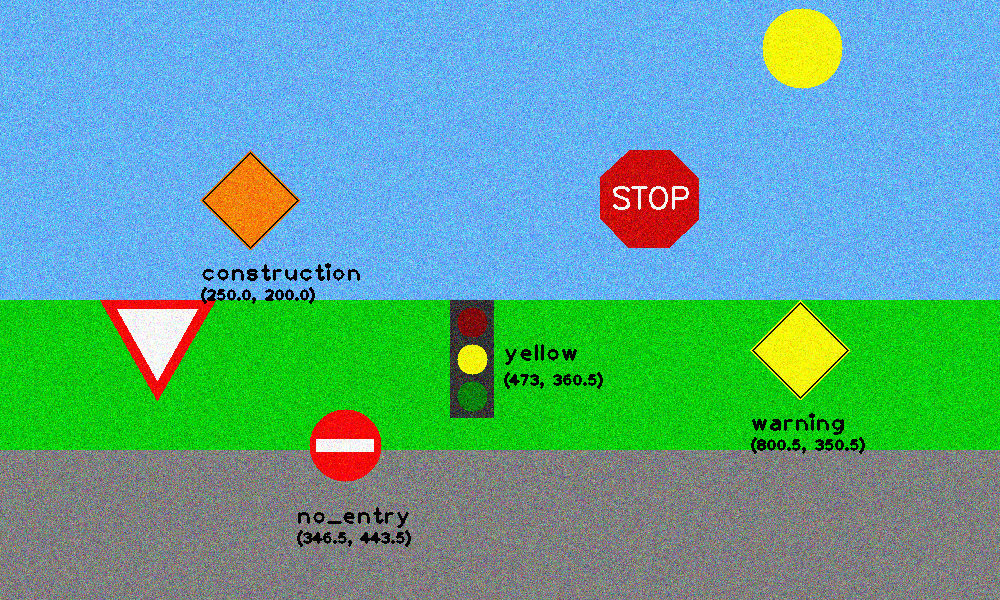 STOP
construction
(250.0, 200.0)
yellow
(473, 360.5)
warning
(800.5, 350.5)
no_entry
(346.5, 443.5)